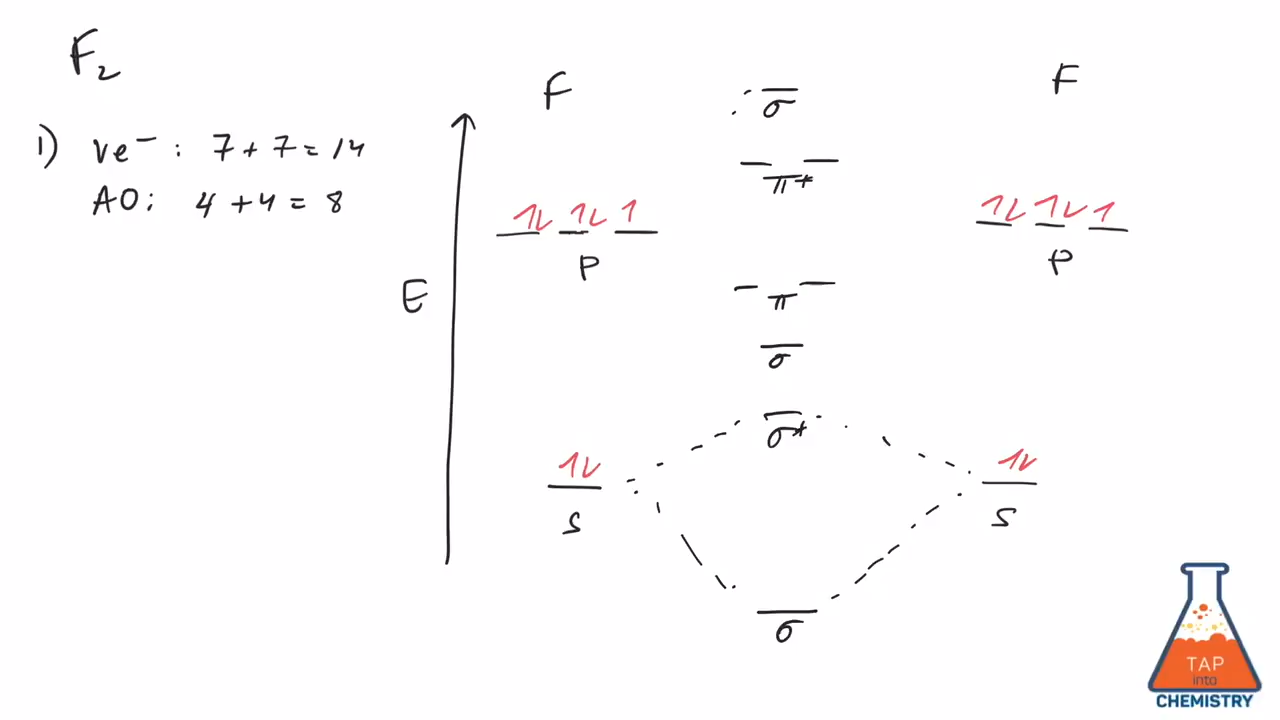 F₂
1) ve⁻ : 7 + 7 = 14
AO: 4 + 4 = 8
E
F
F
σ
π*
1L 1L 1
1L 1L 1
P
P
π
σ
σ*
1L
1L
S
S
σ
TAP
into
CHEMISTRY